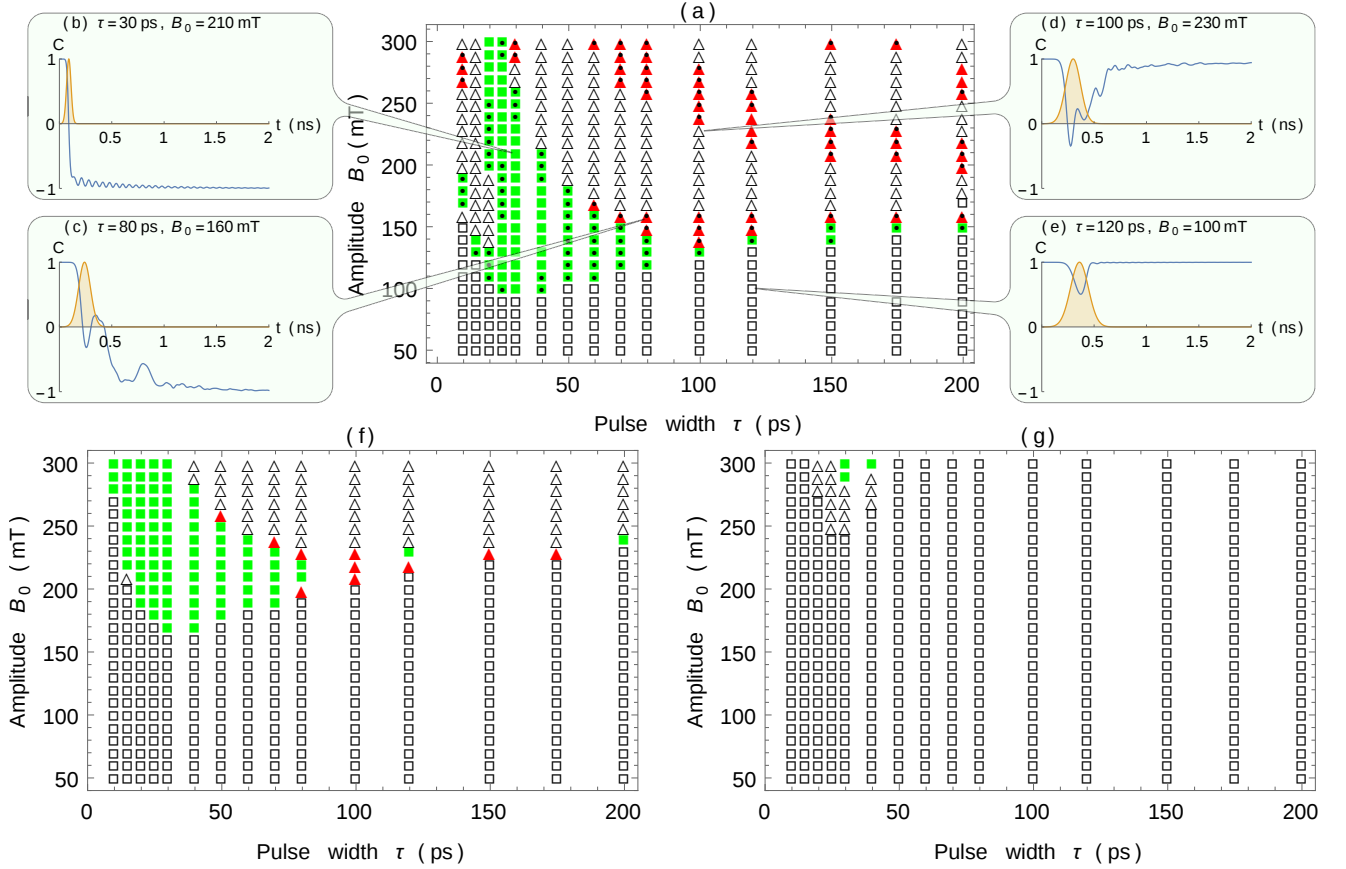 (b) τ = 30 ps, B0 = 210 mT
C
1
0
−1
0.5
1
1.5
2
t (ns)
(c) τ = 80 ps, B0 = 160 mT
C
1
0
−1
0.5
1
1.5
2
t (ns)
(a)
300
250
200
150
100
50
Amplitude B0 (mT)
0
50
100
150
200
Pulse width τ (ps)
(d) τ = 100 ps, B0 = 230 mT
C
1
0
−1
0.5
1
1.5
2
t (ns)
(e) τ = 120 ps, B0 = 100 mT
C
1
0
−1
0.5
1
1.5
2
t (ns)
(f)
300
250
200
150
100
50
Amplitude B0 (mT)
0
50
100
150
200
Pulse width τ (ps)
(g)
300
250
200
150
100
50
Amplitude B0 (mT)
0
50
100
150
200
Pulse width τ (ps)